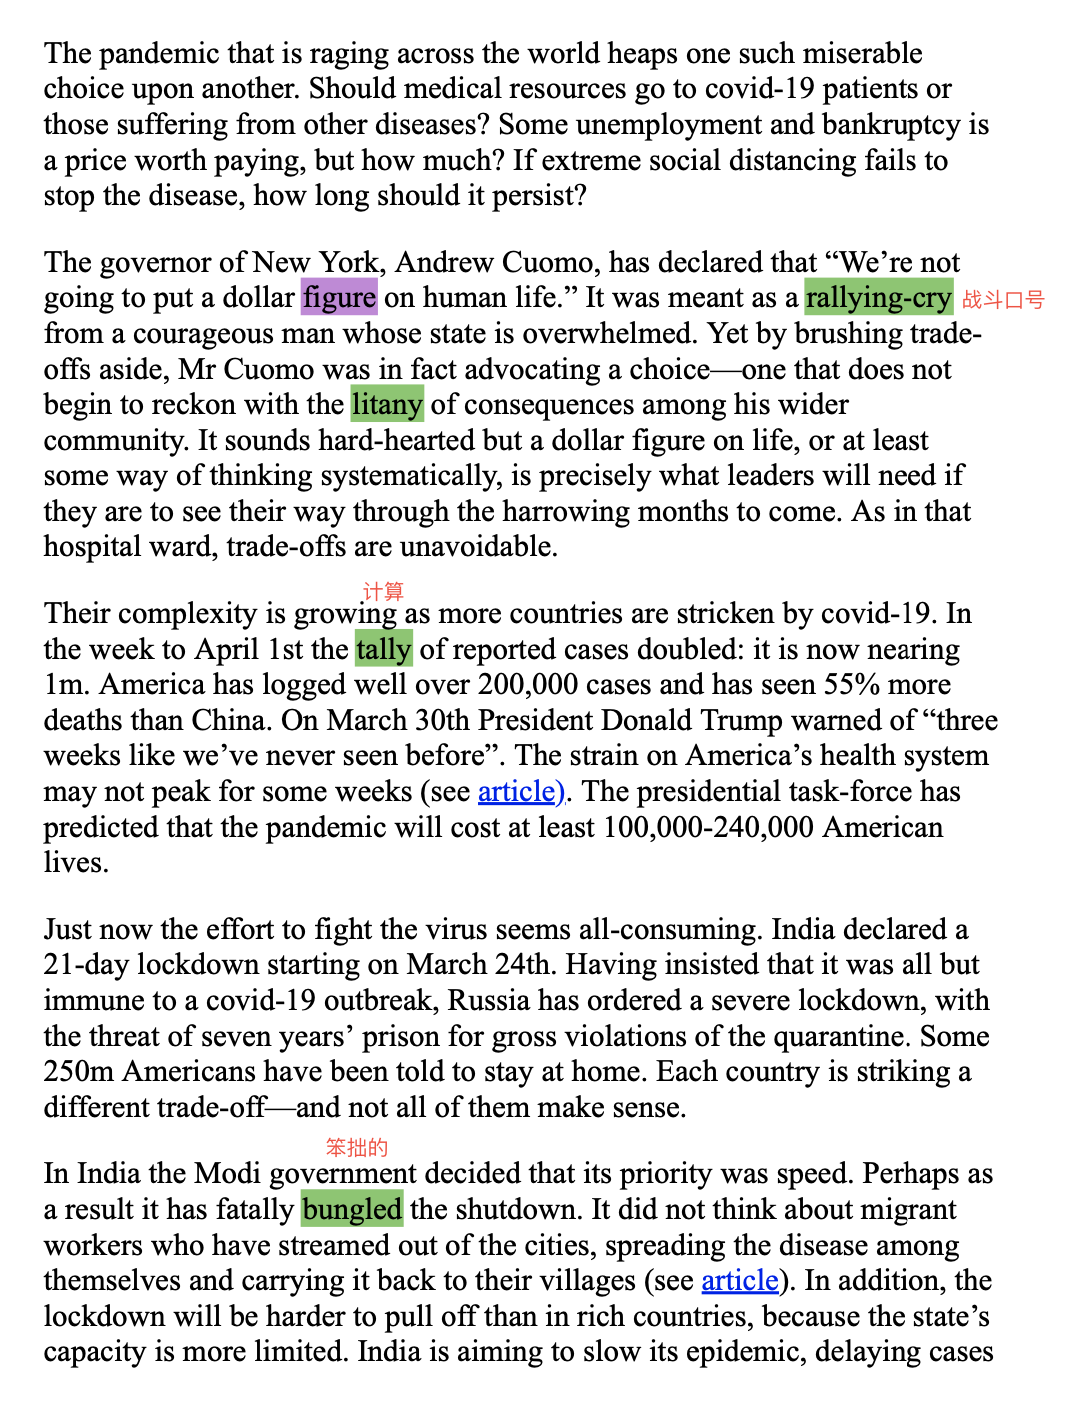 The pandemic that is raging across the world heaps one such miserable
choice upon another. Should medical resources go to covid-19 patients or
those suffering from other diseases? Some unemployment and bankruptcy is
a price worth paying, but how much? If extreme social distancing fails to
stop the disease, how long should it persist?
The governor of New York, Andrew Cuomo, has declared that “We’re not
going to put a dollar figure on human life.” It was meant as a rallying-cry 战斗口号
from a courageous man whose state is overwhelmed. Yet by brushing trade-
offs aside, Mr Cuomo was in fact advocating a choice—one that does not
begin to reckon with the litany of consequences among his wider
community. It sounds hard-hearted but a dollar figure on life, or at least
some way of thinking systematically, is precisely what leaders will need if
they are to see their way through the harrowing months to come. As in that
hospital ward, trade-offs are unavoidable.
计算
Their complexity is growing as more countries are stricken by covid-19. In
the week to April 1st the tally of reported cases doubled: it is now nearing
1m. America has logged well over 200,000 cases and has seen 55% more
deaths than China. On March 30th President Donald Trump warned of “three
weeks like we’ve never seen before”. The strain on America’s health system
may not peak for some weeks (see article). The presidential task-force has
predicted that the pandemic will cost at least 100,000-240,000 American
lives.
Just now the effort to fight the virus seems all-consuming. India declared a
21-day lockdown starting on March 24th. Having insisted that it was all but
immune to a covid-19 outbreak, Russia has ordered a severe lockdown, with
the threat of seven years’ prison for gross violations of the quarantine. Some
250m Americans have been told to stay at home. Each country is striking a
different trade-off—and not all of them make sense.
笨拙的
In India the Modi government decided that its priority was speed. Perhaps as
a result it has fatally bungled the shutdown. It did not think about migrant
workers who have streamed out of the cities, spreading the disease among
themselves and carrying it back to their villages (see article). In addition, the
lockdown will be harder to pull off than in rich countries, because the state’s
capacity is more limited. India is aiming to slow its epidemic, delaying cases